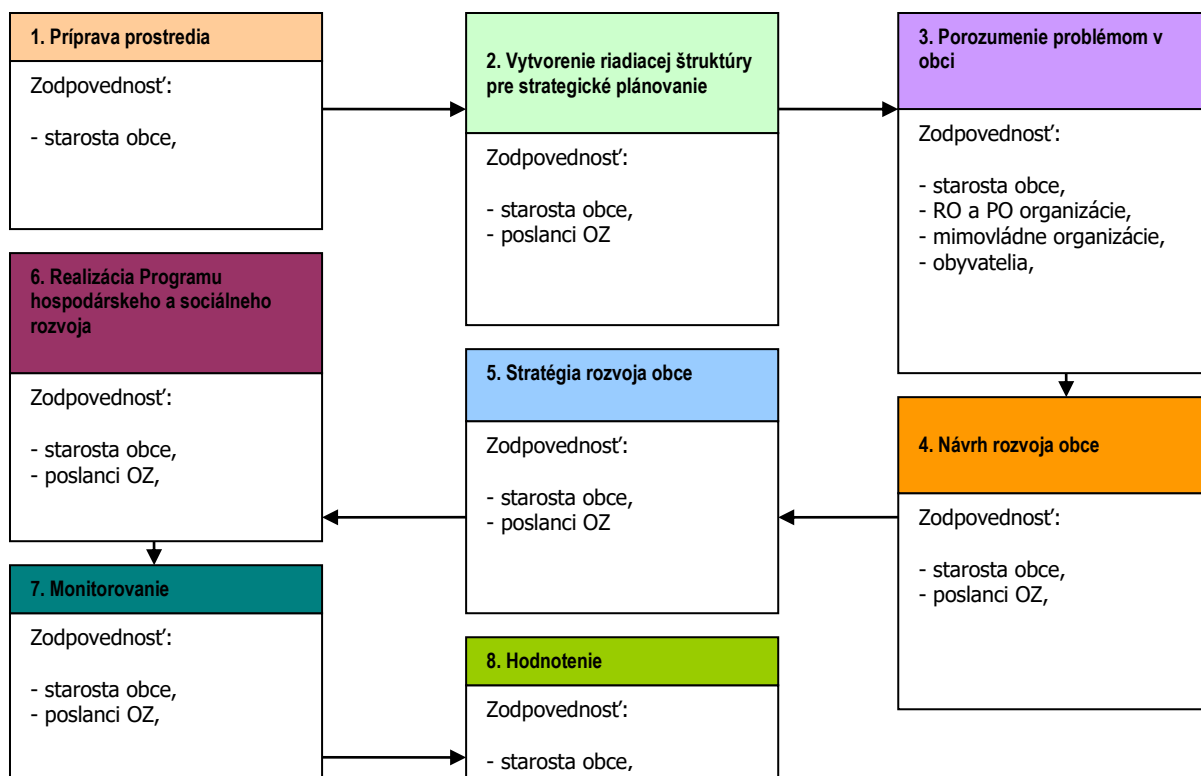 1. Príprava prostredia
Zodpovednosť:
- starosta obce,
2. Vytvorenie riadiacej štruktúry
pre strategické plánovanie
Zodpovednosť:
- starosta obce,
- poslanci OZ
3. Porozumenie problémom v
obci
Zodpovednosť:
- starosta obce,
- RO a PO organizácie,
- mimovládne organizácie,
- obyvatelia,
4. Návrh rozvoja obce
Zodpovednosť:
- starosta obce,
- poslanci OZ,
5. Stratégia rozvoja obce
Zodpovednosť:
- starosta obce,
- poslanci OZ
6. Realizácia Programu
hospodárskeho a sociálneho
rozvoja
Zodpovednosť:
- starosta obce,
- poslanci OZ,
7. Monitorovanie
Zodpovednosť:
- starosta obce,
- poslanci OZ,
8. Hodnotenie
Zodpovednosť:
- starosta obce,